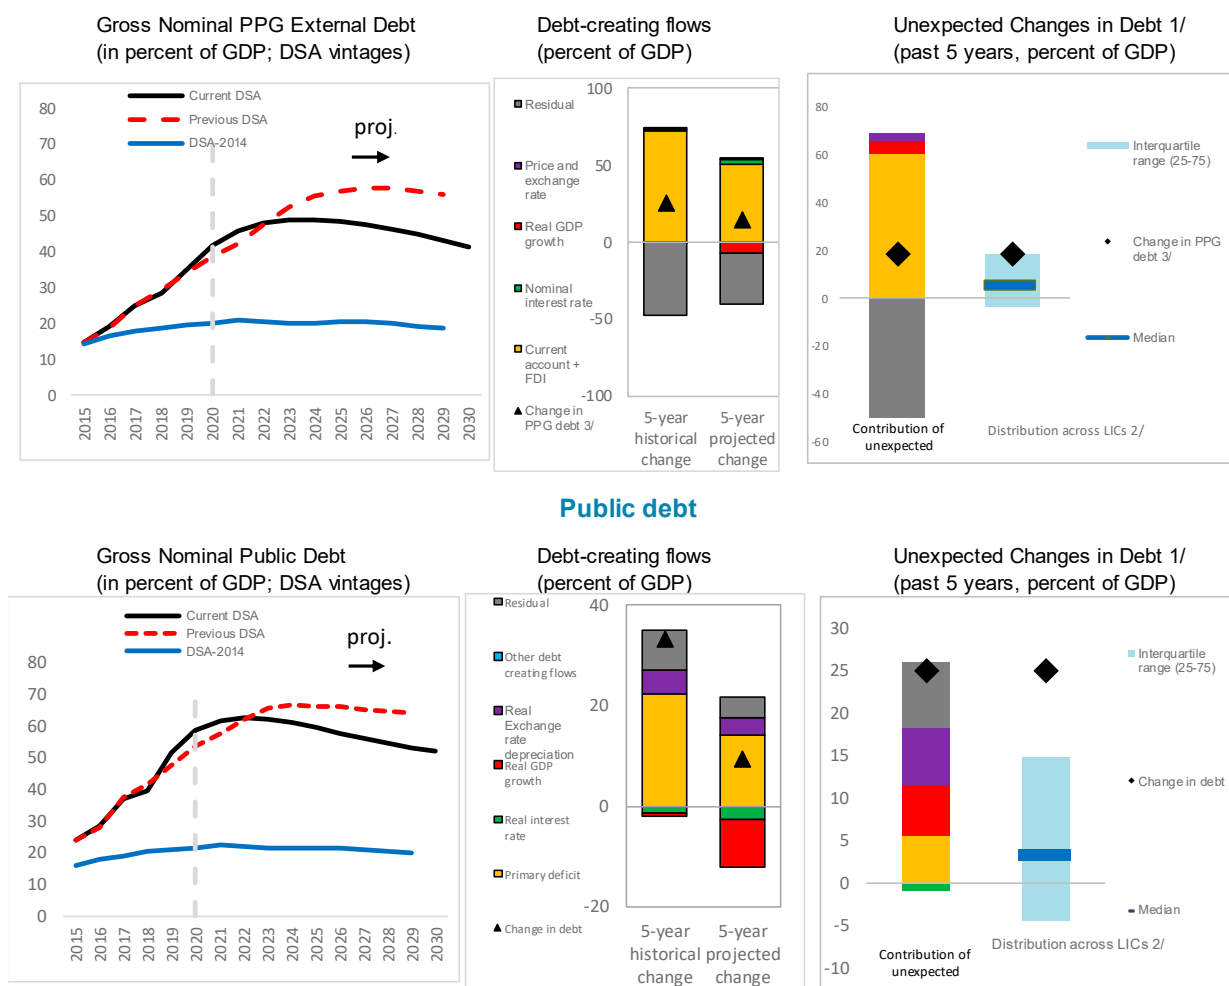 Gross Nominal PPG External Debt
(in percent of GDP; DSA vintages)
Current DSA
Previous DSA
DSA-2014
proj.
80
70
60
50
40
30
20
10
0
2015
2016
2017
2018
2019
2020
2021
2022
2023
2024
2025
2026
2027
2028
2029
2030
Debt-creating flows
(percent of GDP)
Residual
Price and
exchange
rate
Real GDP
growth
Nominal
interest rate
Current
account +
FDI
Change in
PPG debt 3/
100
50
0
-50
-100
5-year
historical
change
5-year
projected
change
Unexpected Changes in Debt 1/
(past 5 years, percent of GDP)
80
60
40
20
0
-20
-40
-60
Interquartile
range (25-75)
Change in PPG
debt 3/
Median
Contribution of
unexpected
Distribution across LICs 2/
Public debt
Gross Nominal Public Debt
(in percent of GDP; DSA vintages)
Current DSA
Previous DSA
DSA-2014
proj.
80
70
60
50
40
30
20
10
0
2015
2016
2017
2018
2019
2020
2021
2022
2023
2024
2025
2026
2027
2028
2029
2030
Debt-creating flows
(percent of GDP)
Residual
Other debt
creating flows
Real
Exchange
rate
depreciation
Real GDP
growth
Real interest
rate
Primary deficit
Change in debt
40
20
0
-20
5-year
historical
change
5-year
projected
change
Unexpected Changes in Debt 1/
(past 5 years, percent of GDP)
30
25
20
15
10
5
0
-5
-10
Interquartile
range (25-75)
Change in debt
Median
Contribution of
unexpected
Distribution across LICs 2/